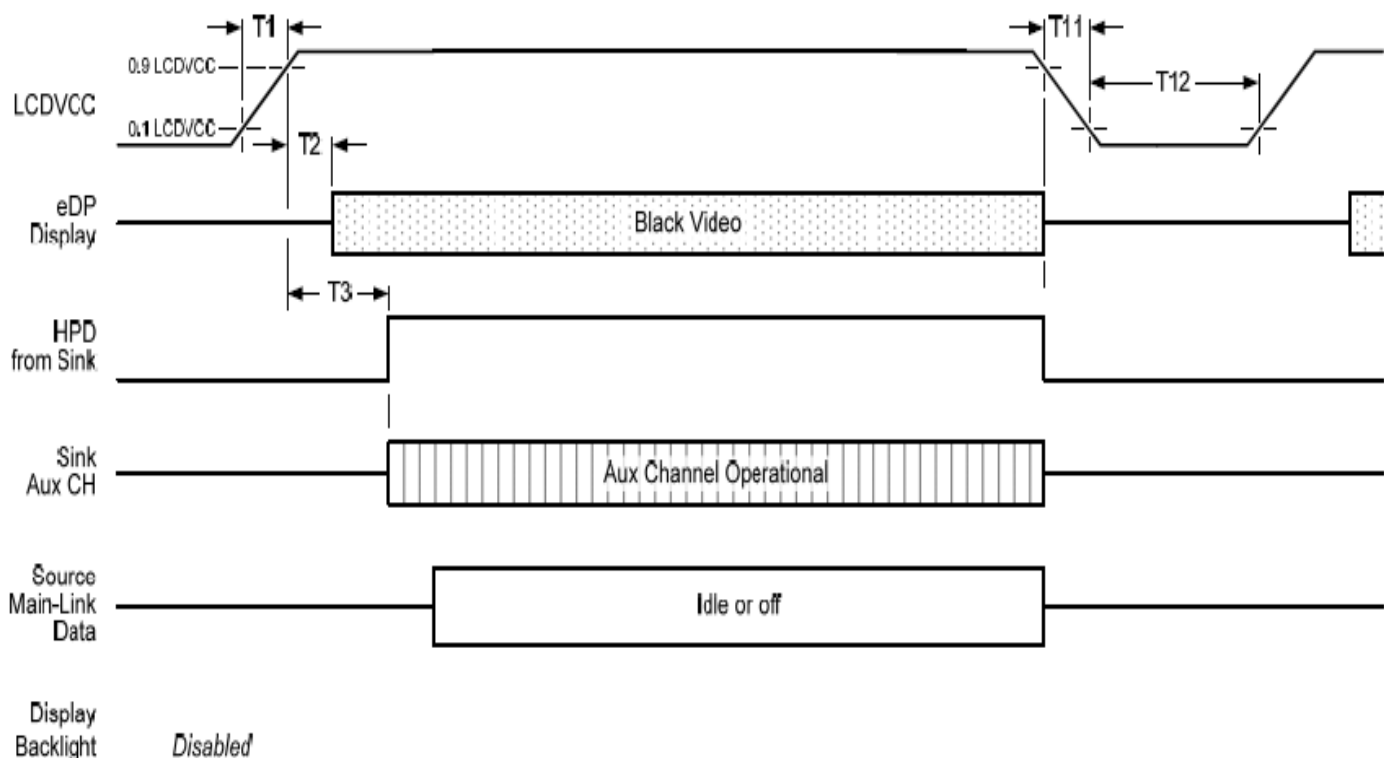 T1
T11
0.9 LCDVCC
LCDVCC
T12
0.1 LCDVCC
T2
eDP
Display
Black Video
T3
HPD
from Sink
Sink
Aux CH
Aux Channel Operational
Source
Main-Link
Data
Idle or off
Display
Backlight
Disabled